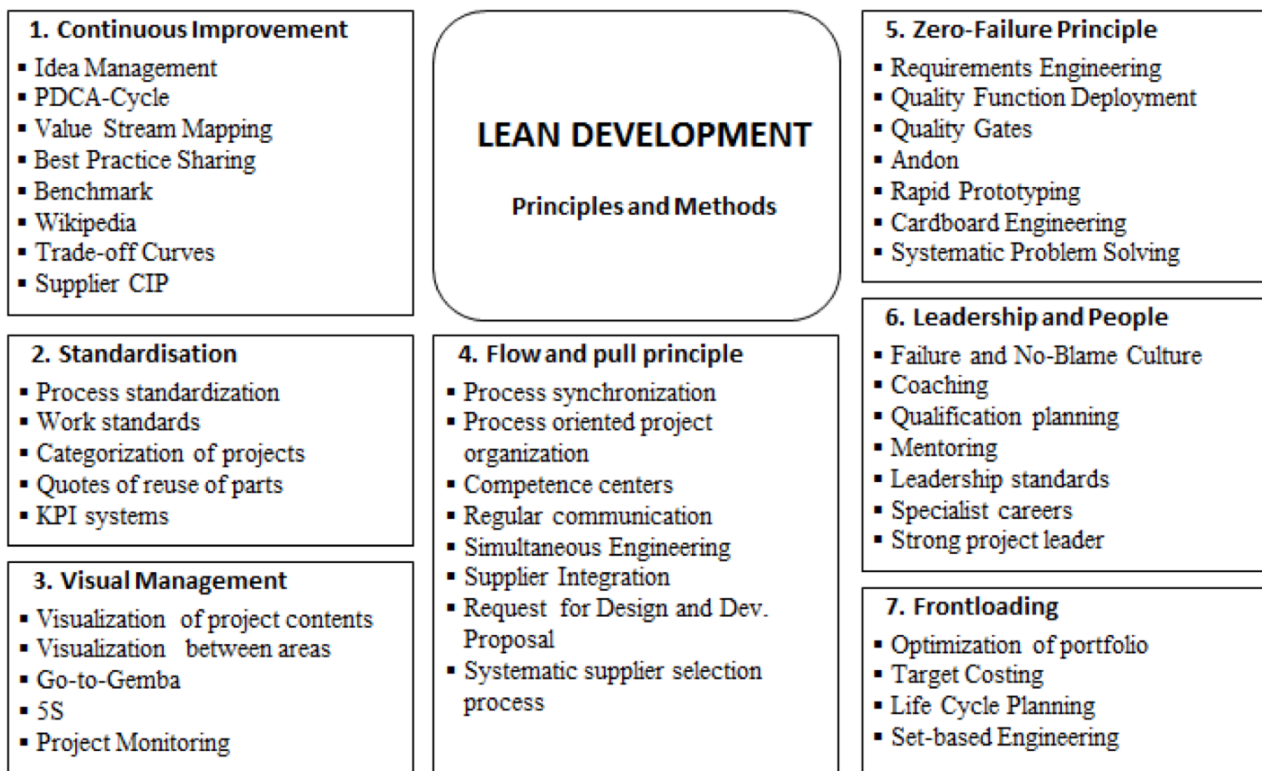 1. Continuous Improvement
▪ Idea Management
▪ PDCA-Cycle
▪ Value Stream Mapping
▪ Best Practice Sharing
▪ Benchmark
▪ Wikipedia
▪ Trade-off Curves
▪ Supplier CIP
LEAN DEVELOPMENT
Principles and Methods
2. Standardisation
▪ Process standardization
▪ Work standards
▪ Categorization of projects
▪ Quotes of reuse of parts
▪ KPI systems
3. Visual Management
▪ Visualization of project contents
▪ Visualization between areas
▪ Go-to-Gemba
▪ 5S
▪ Project Monitoring
4. Flow and pull principle
▪ Process synchronization
▪ Process oriented project
organization
▪ Competence centers
▪ Regular communication
▪ Simultaneous Engineering
▪ Supplier Integration
▪ Request for Design and Dev.
Proposal
▪ Systematic supplier selection
process
5. Zero-Failure Principle
▪ Requirements Engineering
▪ Quality Function Deployment
▪ Quality Gates
▪ Andon
▪ Rapid Prototyping
▪ Cardboard Engineering
▪ Systematic Problem Solving
6. Leadership and People
▪ Failure and No-Blame Culture
▪ Coaching
▪ Qualification planning
▪ Mentoring
▪ Leadership standards
▪ Specialist careers
▪ Strong project leader
7. Frontloading
▪ Optimization of portfolio
▪ Target Costing
▪ Life Cycle Planning
▪ Set-based Engineering